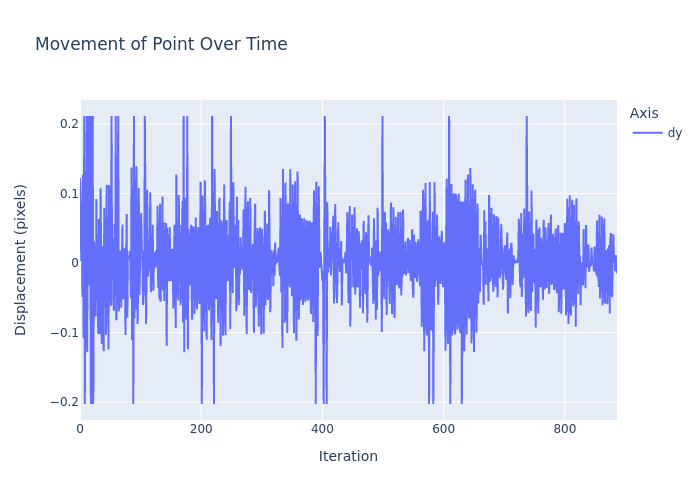 Movement of Point Over Time
Axis
dy
0.2
0.1
0
−0.1
−0.2
Displacement (pixels)
0 200 400 600 800
Iteration